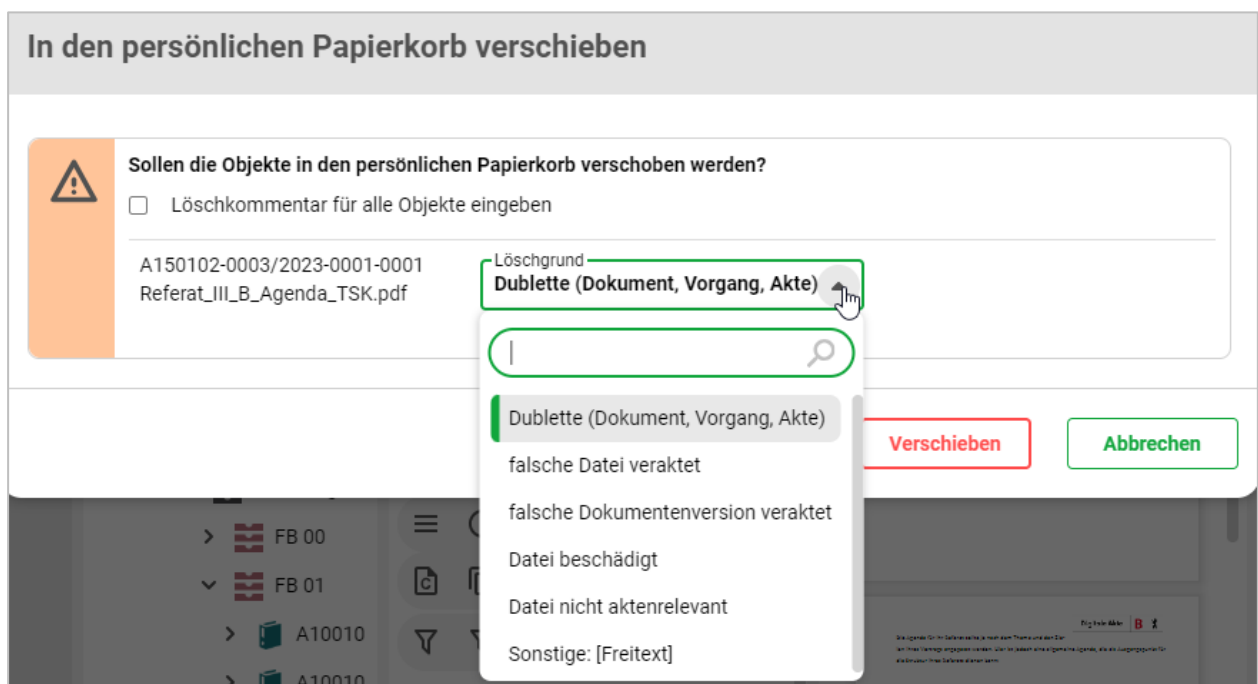 In den persönlichen Papierkorb verschieben
Sollen die Objekte in den persönlichen Papierkorb verschoben werden?
Löschkommentar für alle Objekte eingeben
A150102-0003/2023-0001-0001
Referat_III_B_Agenda_TSK.pdf
Löschgrund
Dublette (Dokument, Vorgang, Akte)
Dublette (Dokument, Vorgang, Akte)
falsche Datei veraktet
falsche Dokumentenversion veraktet
Datei beschädigt
Datei nicht aktenrelevant
Sonstige: [Freitext]
Verschieben
Abbrechen
FB 00
FB 01
A10010
A10010
Digitale Akte B